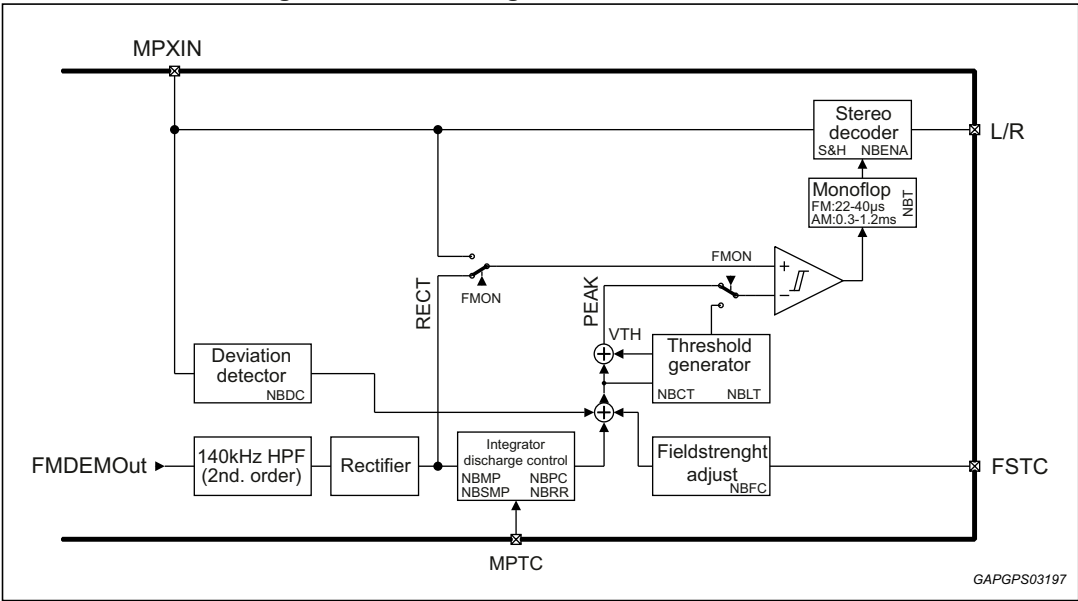 MPXIN
Stereo
decoder
S&H NBENA
L/R
Monoflop
FM:22-40µs
AM:0.3-1.2ms
NBT
FMON
+
−
FMON
RECT
PEAK
VTH
+
Threshold
generator
NBCT NBLT
Deviation
detector
NBDC
+
FMDEMOut
140kHz HPF
(2nd. order)
Rectifier
Integrator
discharge control
NBMP NBPC
NBSMP NBRR
Fieldstrenght
adjust
NBFC
FSTC
MPTC
GAPGPS03197